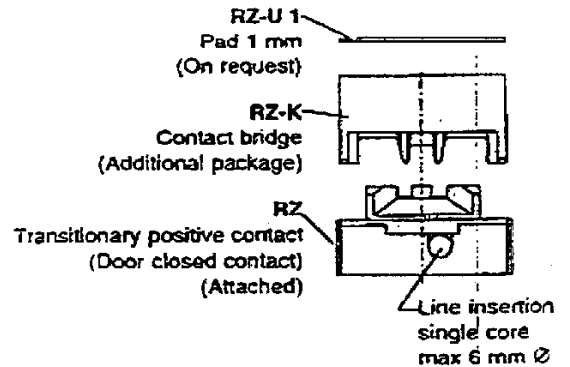 RZ-U 1
Pad 1 mm
(On request)
RZ-K
Contact bridge
(Additional package)
RZ
Transitionary positive contact
(Door closed contact)
(Attached)
Line insertion
single core
max 6 mm Ø